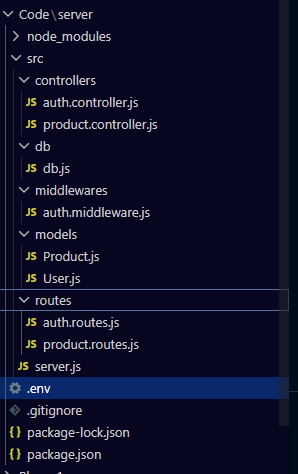 Code\server
node_modules
src
controllers
JS auth.controller.js
JS product.controller.js
db
JS db.js
middlewares
JS auth.middleware.js
models
JS Product.js
JS User.js
routes
JS auth.routes.js
JS product.routes.js
JS server.js
.env
.gitignore
{} package-lock.json
{} package.json